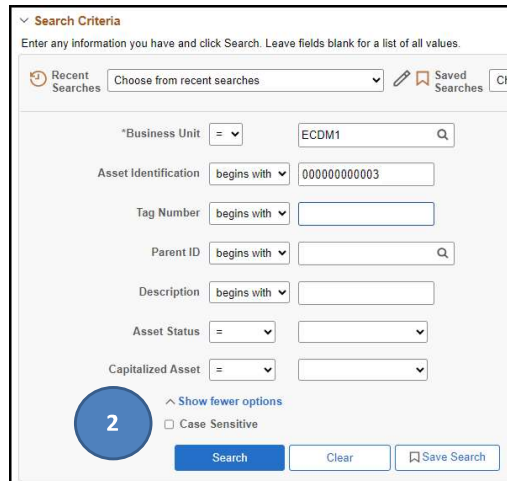 Search Criteria
Enter any information you have and click Search. Leave fields blank for a list of all values.
Recent Searches Choose from recent searches Saved Searches Ch
*Business Unit = ECDM1
Asset Identification begins with 000000000003
Tag Number begins with
Parent ID begins with
Description begins with
Asset Status =
Capitalized Asset =
Show fewer options
2 Case Sensitive
Search Clear Save Search